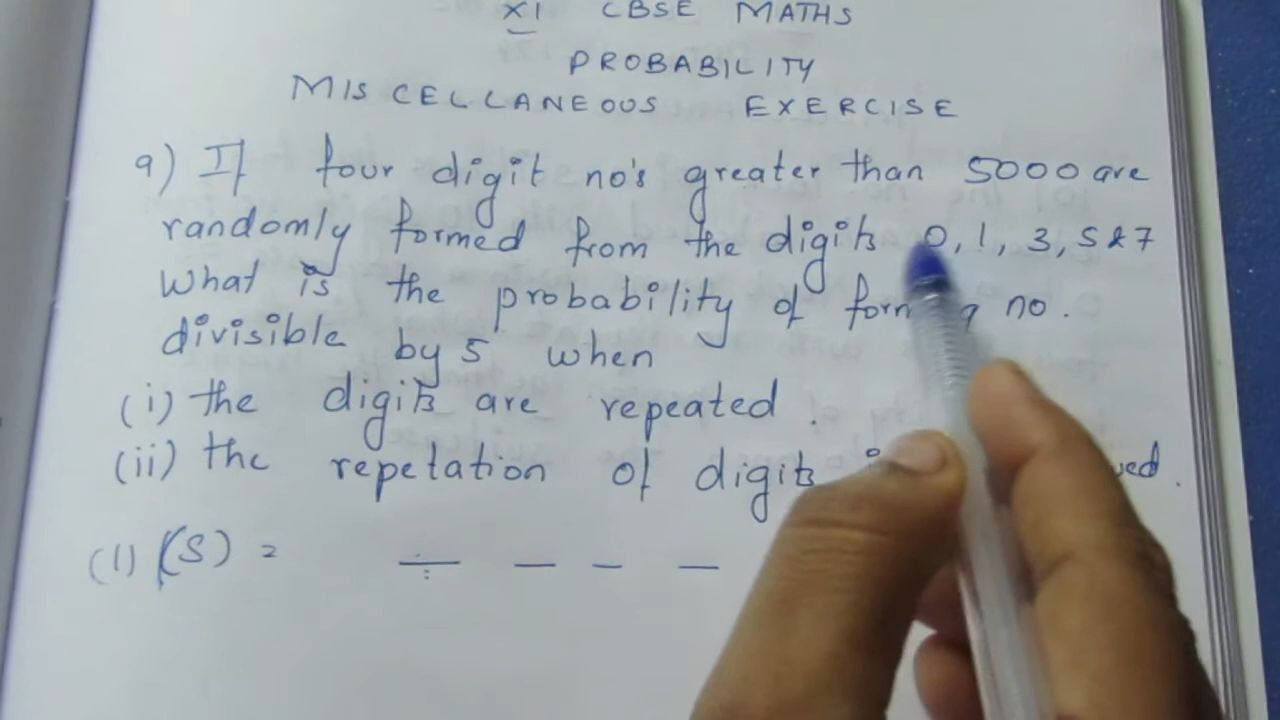 XI CBSE MATHS
PROBABILITY
MISCELLANEOUS EXERCISE
9) If four digit no's greater than 5000 are
randomly formed from the digits 0, 1, 3, 5 & 7
What is the probability of no.
divisible by 5 when
(i) the digits are repeated.
(ii) the repetation of digits
(1) (S) =